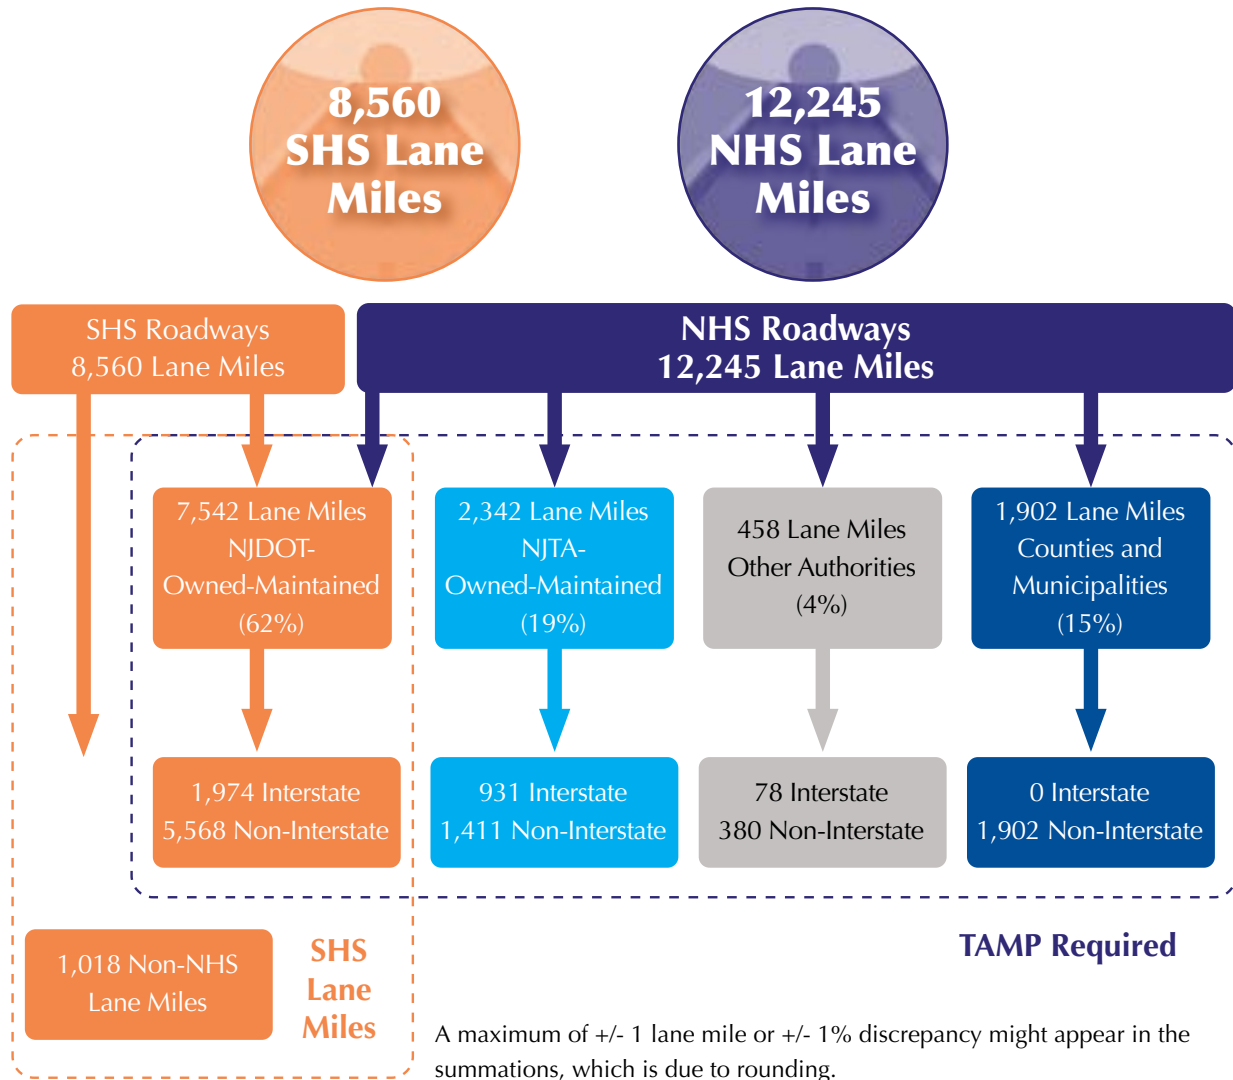 8,560
SHS Lane
Miles
12,245
NHS Lane
Miles
SHS Roadways
8,560 Lane Miles
NHS Roadways
12,245 Lane Miles
7,542 Lane Miles
NJDOT-
Owned-Maintained
(62%)
2,342 Lane Miles
NJTA-
Owned-Maintained
(19%)
458 Lane Miles
Other Authorities
(4%)
1,902 Lane Miles
Counties and
Municipalities
(15%)
1,974 Interstate
5,568 Non-Interstate
931 Interstate
1,411 Non-Interstate
78 Interstate
380 Non-Interstate
0 Interstate
1,902 Non-Interstate
1,018 Non-NHS
Lane Miles
SHS
Lane
Miles
TAMP Required
A maximum of +/- 1 lane mile or +/- 1% discrepancy might appear in the
summations, which is due to rounding.